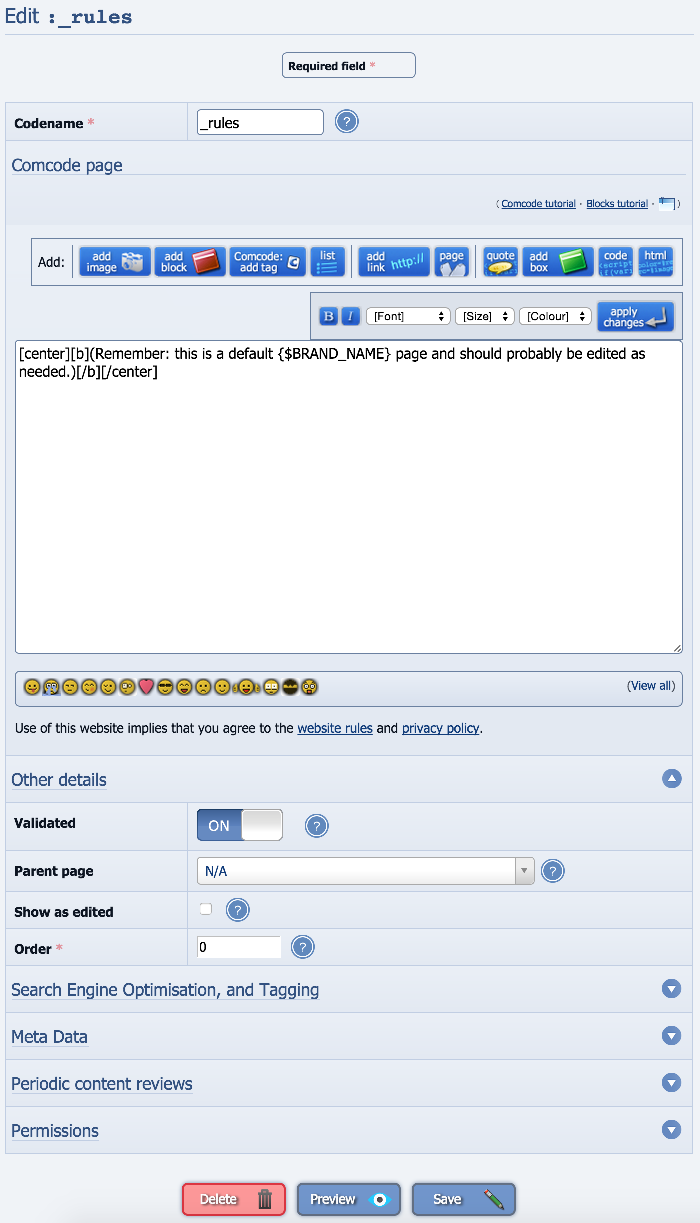 Edit :_rules
Required field *
Codename * _rules ?
Comcode page
( Comcode tutorial · Blocks tutorial · )
Add: add image add block Comcode: add tag list add link http:// page quote add box code html
B I [Font] [Size] [Colour] apply changes
[center][b](Remember: this is a default {$BRAND_NAME} page and should probably be edited as
needed.)[/b][/center]
(View all)
Use of this website implies that you agree to the website rules and privacy policy.
Other details
Validated ON ?
Parent page N/A ?
Show as edited ?
Order * 0 ?
Search Engine Optimisation, and Tagging
Meta Data
Periodic content reviews
Permissions
Delete Preview Save